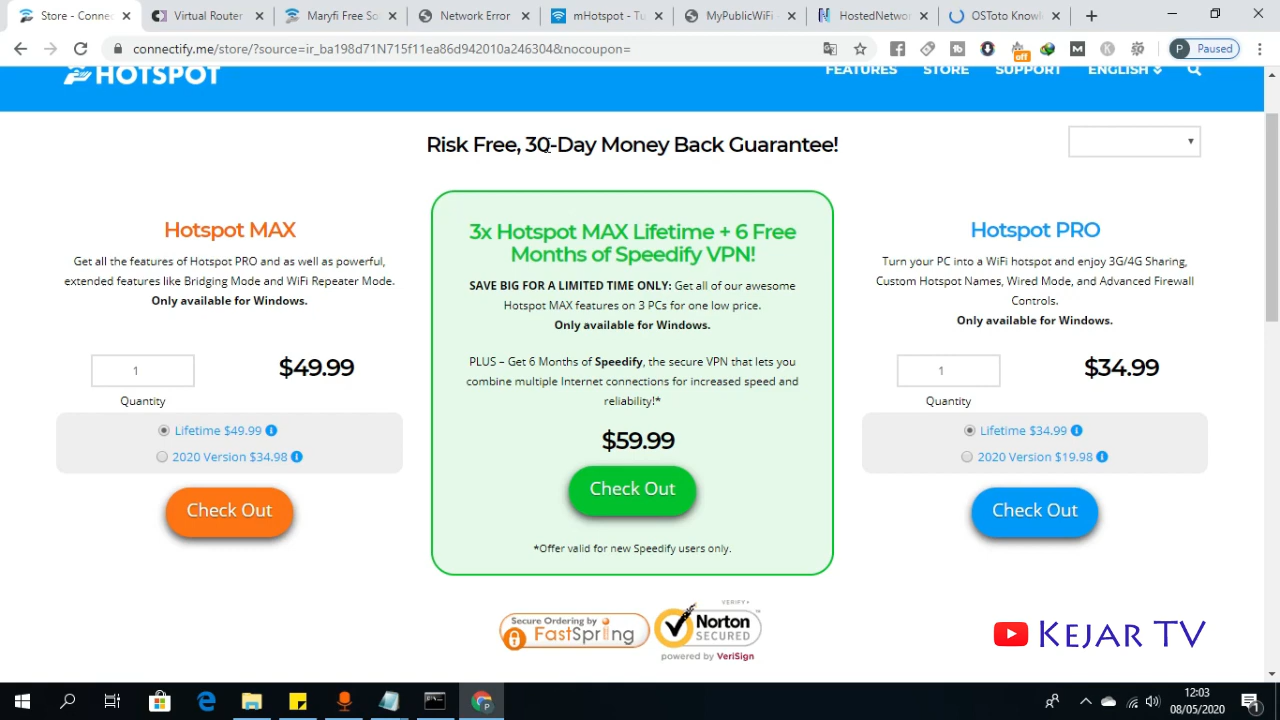 Store - Connec
Virtual Router
Maryfi Free So
Network Error
mHotspot - Tu
MyPublicWiFi -
HostedNetwor
OSToto Knowl
connectify.me/store/?source=ir_ba198d71N715f11ea86d942010a246304&nocoupon=
off
P Paused
HOTSPOT
FEATURES
STORE
SUPPORT
ENGLISH
Risk Free, 30-Day Money Back Guarantee!
Hotspot MAX
Get all the features of Hotspot PRO and as well as powerful,
extended features like Bridging Mode and WiFi Repeater Mode.
Only available for Windows.
1
$49.99
Quantity
Lifetime $49.99
2020 Version $34.98
Check Out
3x Hotspot MAX Lifetime + 6 Free
Months of Speedify VPN!
SAVE BIG FOR A LIMITED TIME ONLY: Get all of our awesome
Hotspot MAX features on 3 PCs for one low price.
Only available for Windows.
PLUS – Get 6 Months of Speedify, the secure VPN that lets you
combine multiple Internet connections for increased speed and
reliability!*
$59.99
Check Out
*Offer valid for new Speedify users only.
Hotspot PRO
Turn your PC into a WiFi hotspot and enjoy 3G/4G Sharing,
Custom Hotspot Names, Wired Mode, and Advanced Firewall
Controls.
Only available for Windows.
1
$34.99
Quantity
Lifetime $34.99
2020 Version $19.98
Check Out
Secure Ordering by
FastSpring
VERIFY
Norton
SECURED
powered by VeriSign
KEJAR TV
12:03
08/05/2020
1